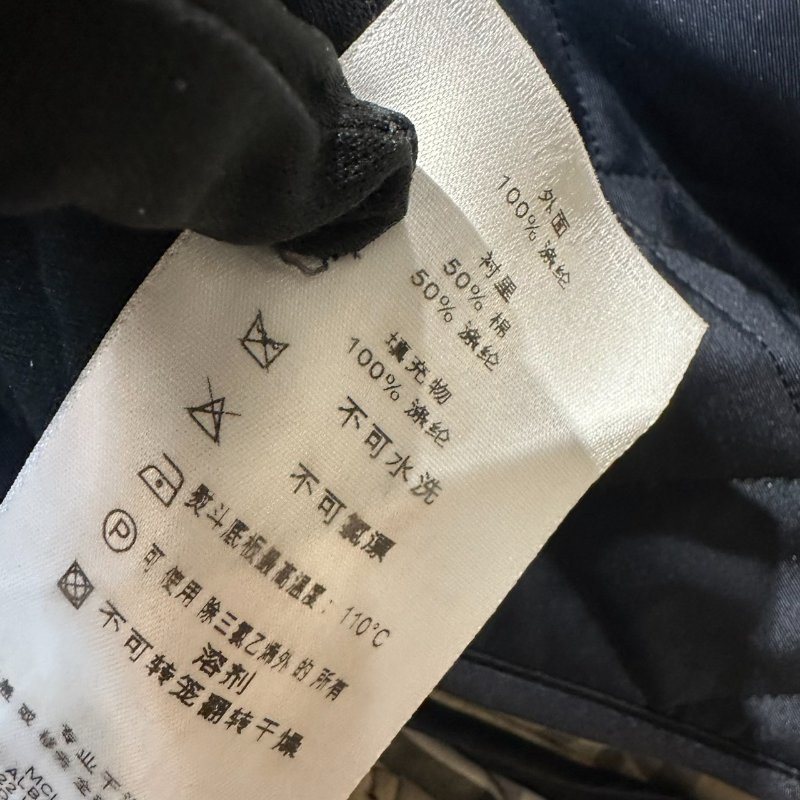 外面
100% 涤纶
衬里
50% 棉
50% 涤纶
填充物
100% 涤纶
不可水洗
不可氯漂
熨斗底板最高温度：110°C
P 可使用除三氯乙烯外的所有
溶剂
不可转笼翻转干燥
专业干